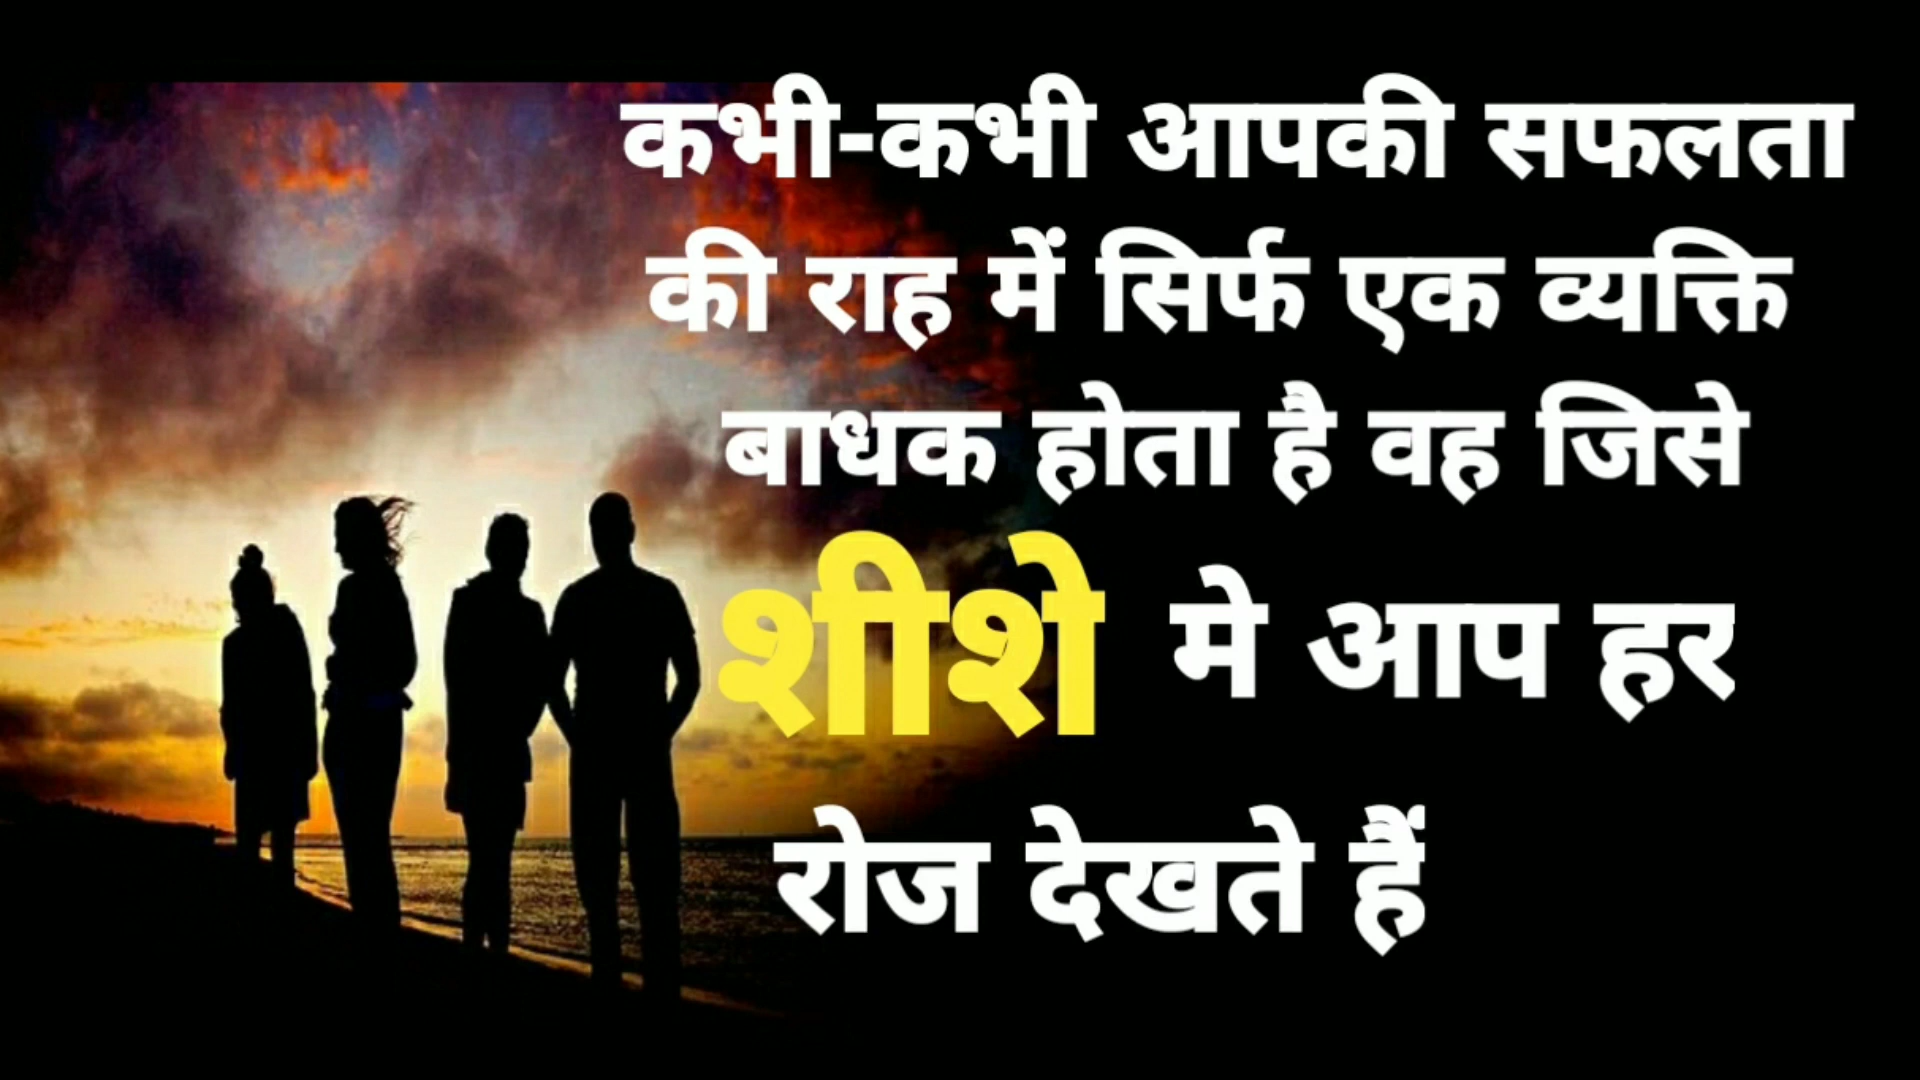 कभी-कभी आपकी सफलता
की राह में सिर्फ एक व्यक्ति
बाधक होता है वह जिसे
शीशे मे आप हर
रोज देखते हैं